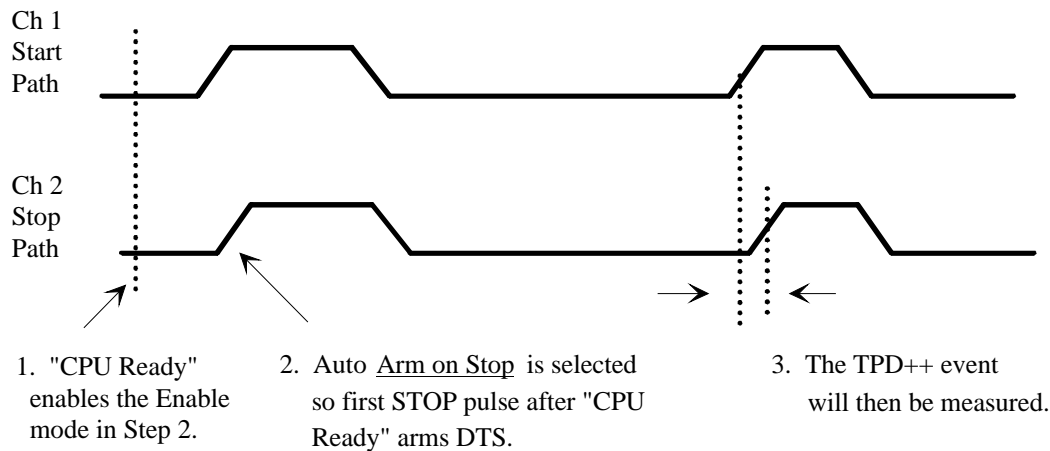 Ch 1
Start
Path
Ch 2
Stop
Path
1. "CPU Ready"
enables the Enable
mode in Step 2.
2. Auto Arm on Stop is selected
so first STOP pulse after "CPU
Ready" arms DTS.
3. The TPD++ event
will then be measured.